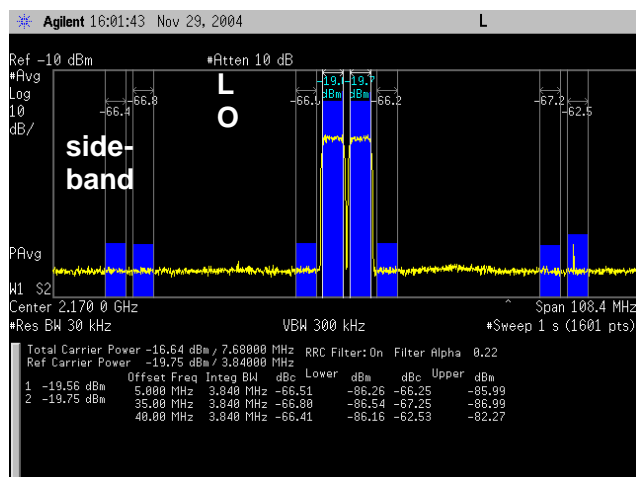 Agilent 16:01:43 Nov 29, 2004 L
Ref -10 dBm #Atten 10 dB
#Avg
Log
10
dB/
L
O
side-
band
-66.4
-66.8
-66.5
dBm
-19.7
dBm
-66.2
-67.2
-62.5
PAvg
W1 S2
Center 2.170 0 GHz ^ Span 108.4 MHz
#Res BW 30 kHz VBW 300 kHz #Sweep 1 s (1601 pts)
Total Carrier Power -16.64 dBm/ 7.68000 MHz RRC Filter: On Filter Alpha 0.22
Ref Carrier Power -19.75 dBm/ 3.84000 MHz
Lower Upper
Offset Freq Integ BW dBc dBm dBc dBm
1 -19.56 dBm
2 -19.75 dBm
5.000 MHz 3.840 MHz -66.51 -86.26 -66.25 -85.99
35.00 MHz 3.840 MHz -66.80 -86.54 -67.25 -86.99
40.00 MHz 3.840 MHz -66.41 -86.16 -62.53 -82.27